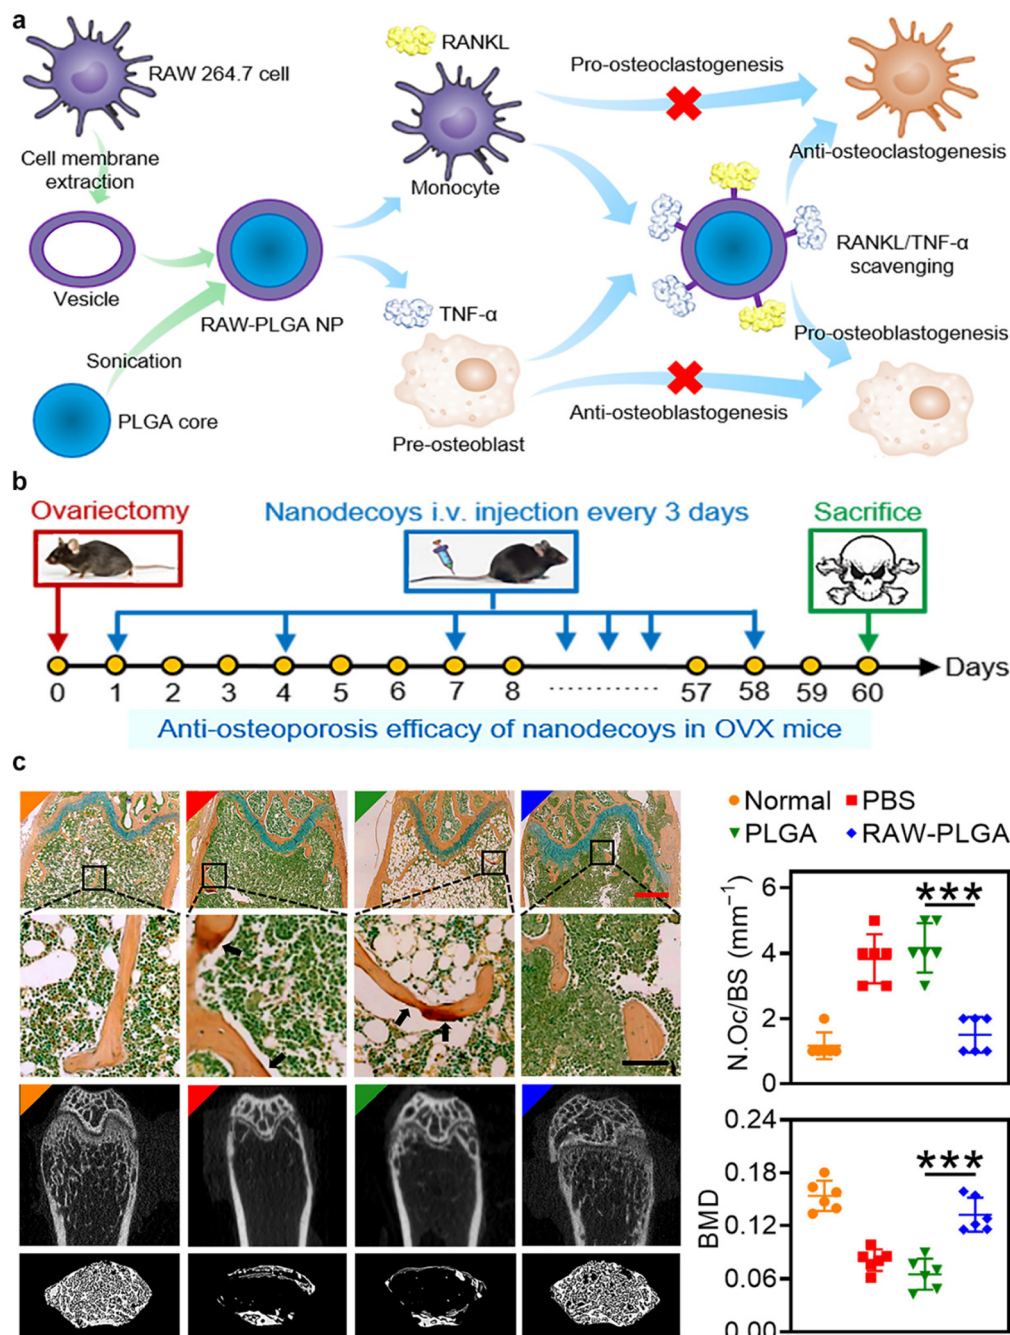 a
RAW 264.7 cell
Cell membrane
extraction
Vesicle
Sonication
PLGA core
RAW-PLGA NP
RANKL
Monocyte
TNF-α
Pre-osteoblast
Pro-osteoclastogenesis
Anti-osteoclastogenesis
RANKL/TNF-α
scavenging
Pro-osteoblastogenesis
Anti-osteoblastogenesis
b
Ovariectomy
Nanodecoys i.v. injection every 3 days
Sacrifice
0 1 2 3 4 5 6 7 8 ................... 57 58 59 60
Days
Anti-osteoporosis efficacy of nanodecoys in OVX mice
c
Normal PBS
PLGA RAW-PLGA
N.Oc/BS (mm⁻¹)
6
4
2
0
***
BMD
0.24
0.18
0.12
0.06
0.00
***